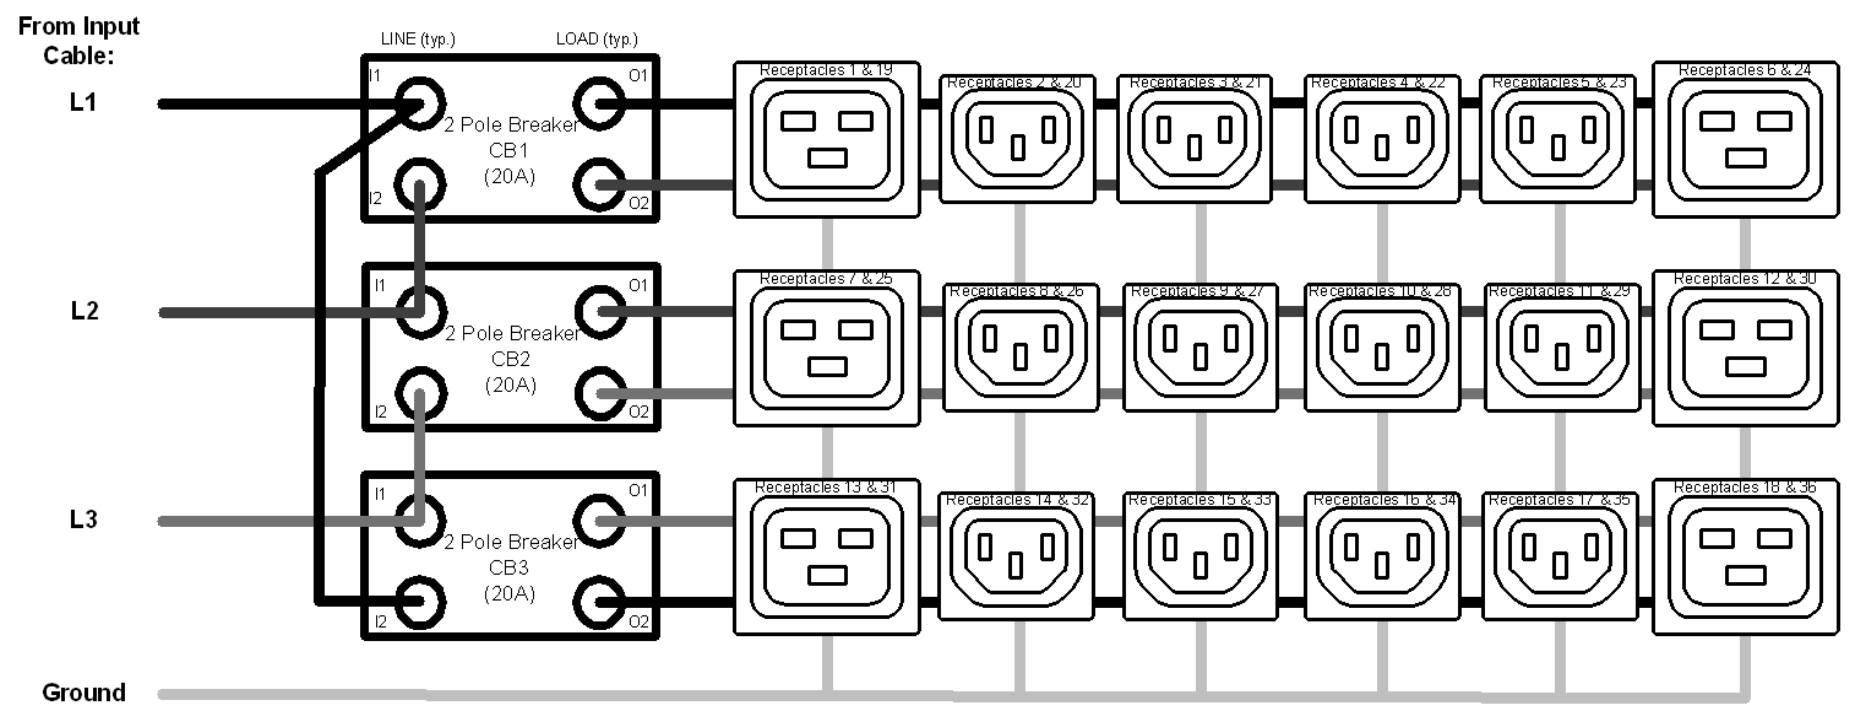 From Input
Cable:
LINE (typ.)
LOAD (typ.)
L1
I1
O1
2 Pole Breaker
CB1
(20A)
I2
O2
Receptacles 1 & 19
Receptacles 2 & 20
Receptacles 3 & 21
Receptacles 4 & 22
Receptacles 5 & 23
Receptacles 6 & 24
L2
I1
O1
2 Pole Breaker
CB2
(20A)
I2
O2
Receptacles 7 & 25
Receptacles 8 & 26
Receptacles 9 & 27
Receptacles 10 & 28
Receptacles 11 & 29
Receptacles 12 & 30
L3
I1
O1
2 Pole Breaker
CB3
(20A)
I2
O2
Receptacles 13 & 31
Receptacles 14 & 32
Receptacles 15 & 33
Receptacles 16 & 34
Receptacles 17 & 35
Receptacles 18 & 36
Ground